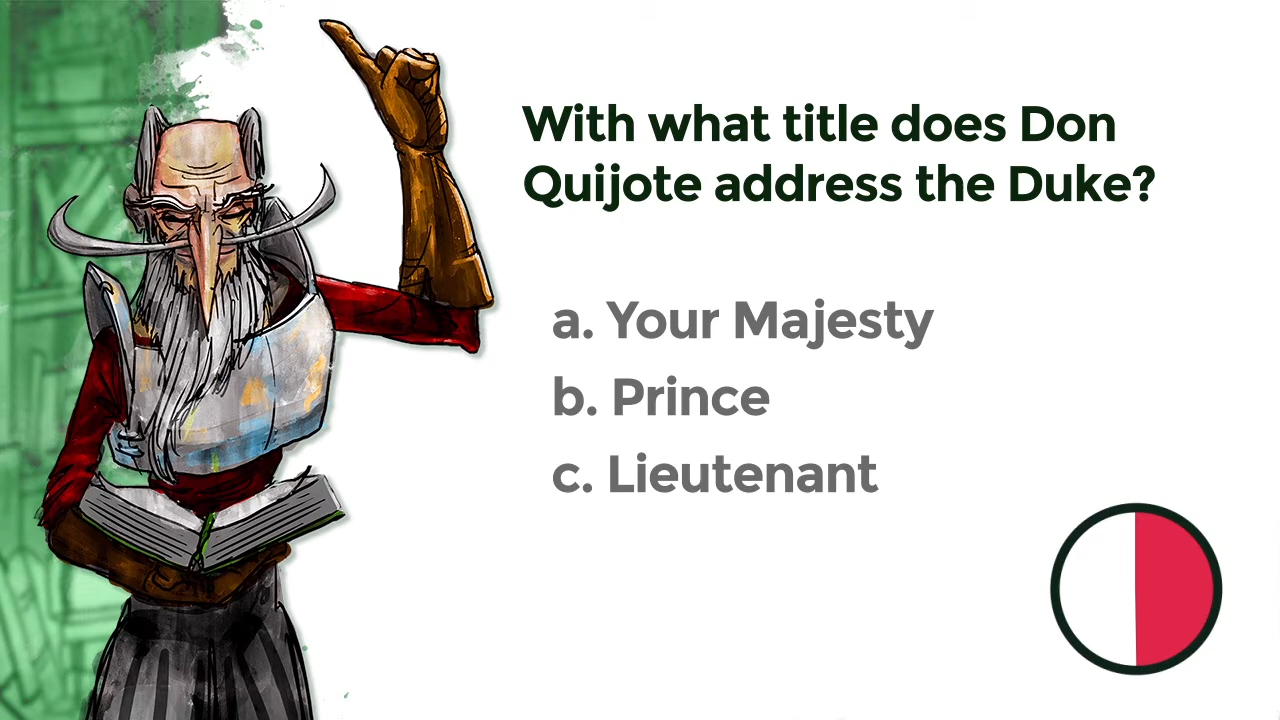 With what title does Don
Quijote address the Duke?
a. Your Majesty
b. Prince
c. Lieutenant